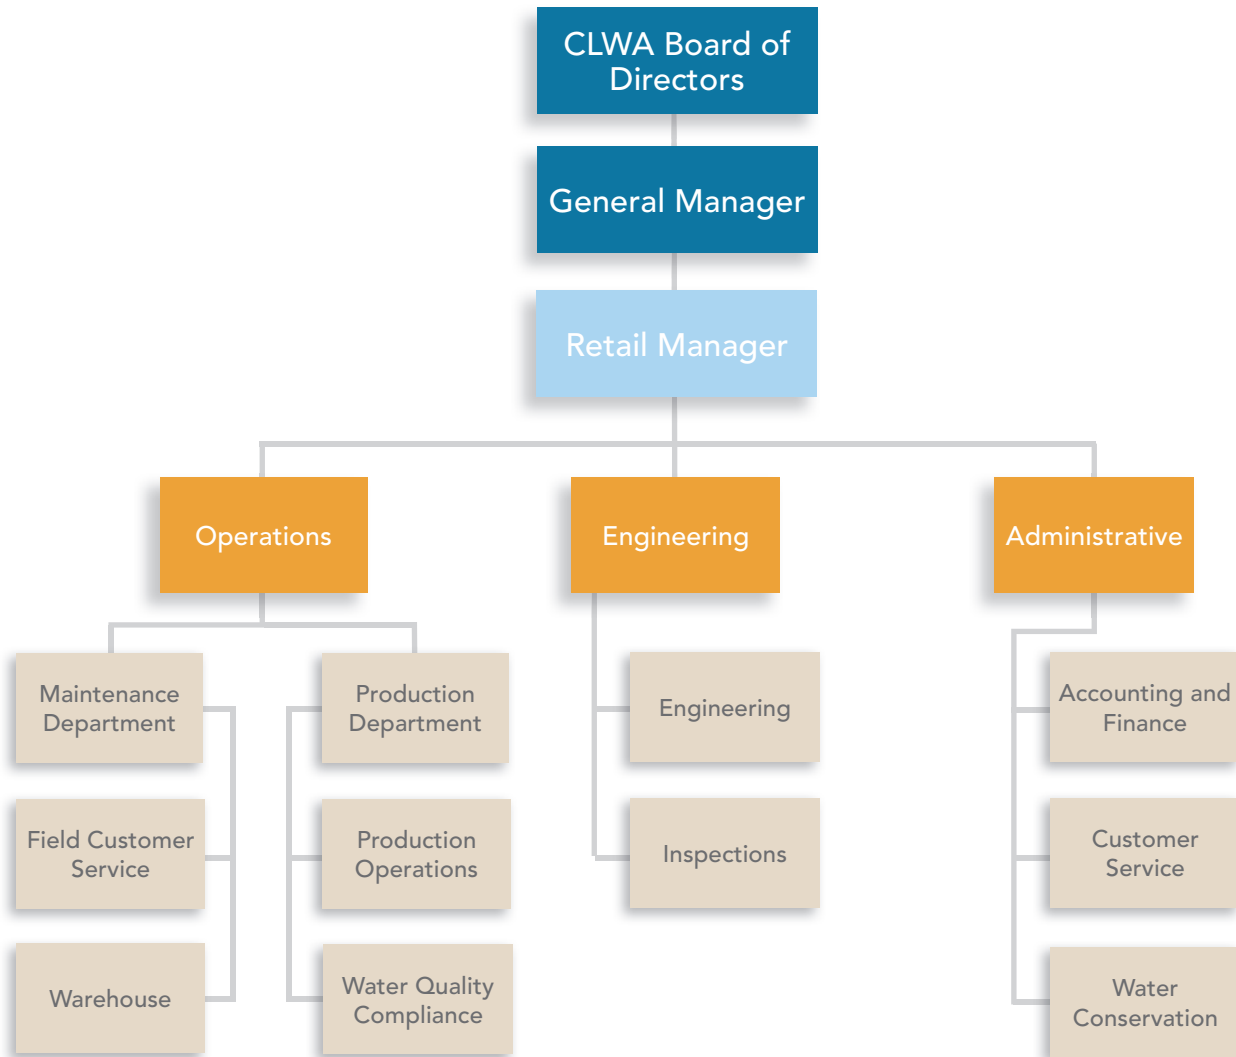 CLWA Board of
Directors
General Manager
Retail Manager
Operations
Engineering
Administrative
Maintenance
Department
Production
Department
Engineering
Accounting and
Finance
Field Customer
Service
Production
Operations
Inspections
Customer
Service
Warehouse
Water Quality
Compliance
Water
Conservation